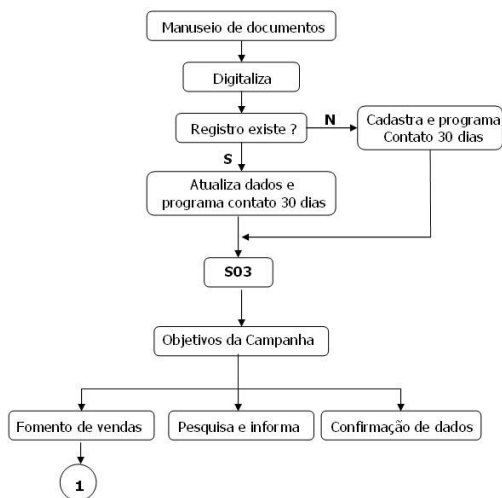 Manuseio de documentos
Digitaliza
Registro existe ?
N
Cadastra e programa
Contato 30 dias
S
Atualiza dados e
programa contato 30 dias
S03
Objetivos da Campanha
Fomento de vendas
Pesquisa e informa
Confirmação de dados
1